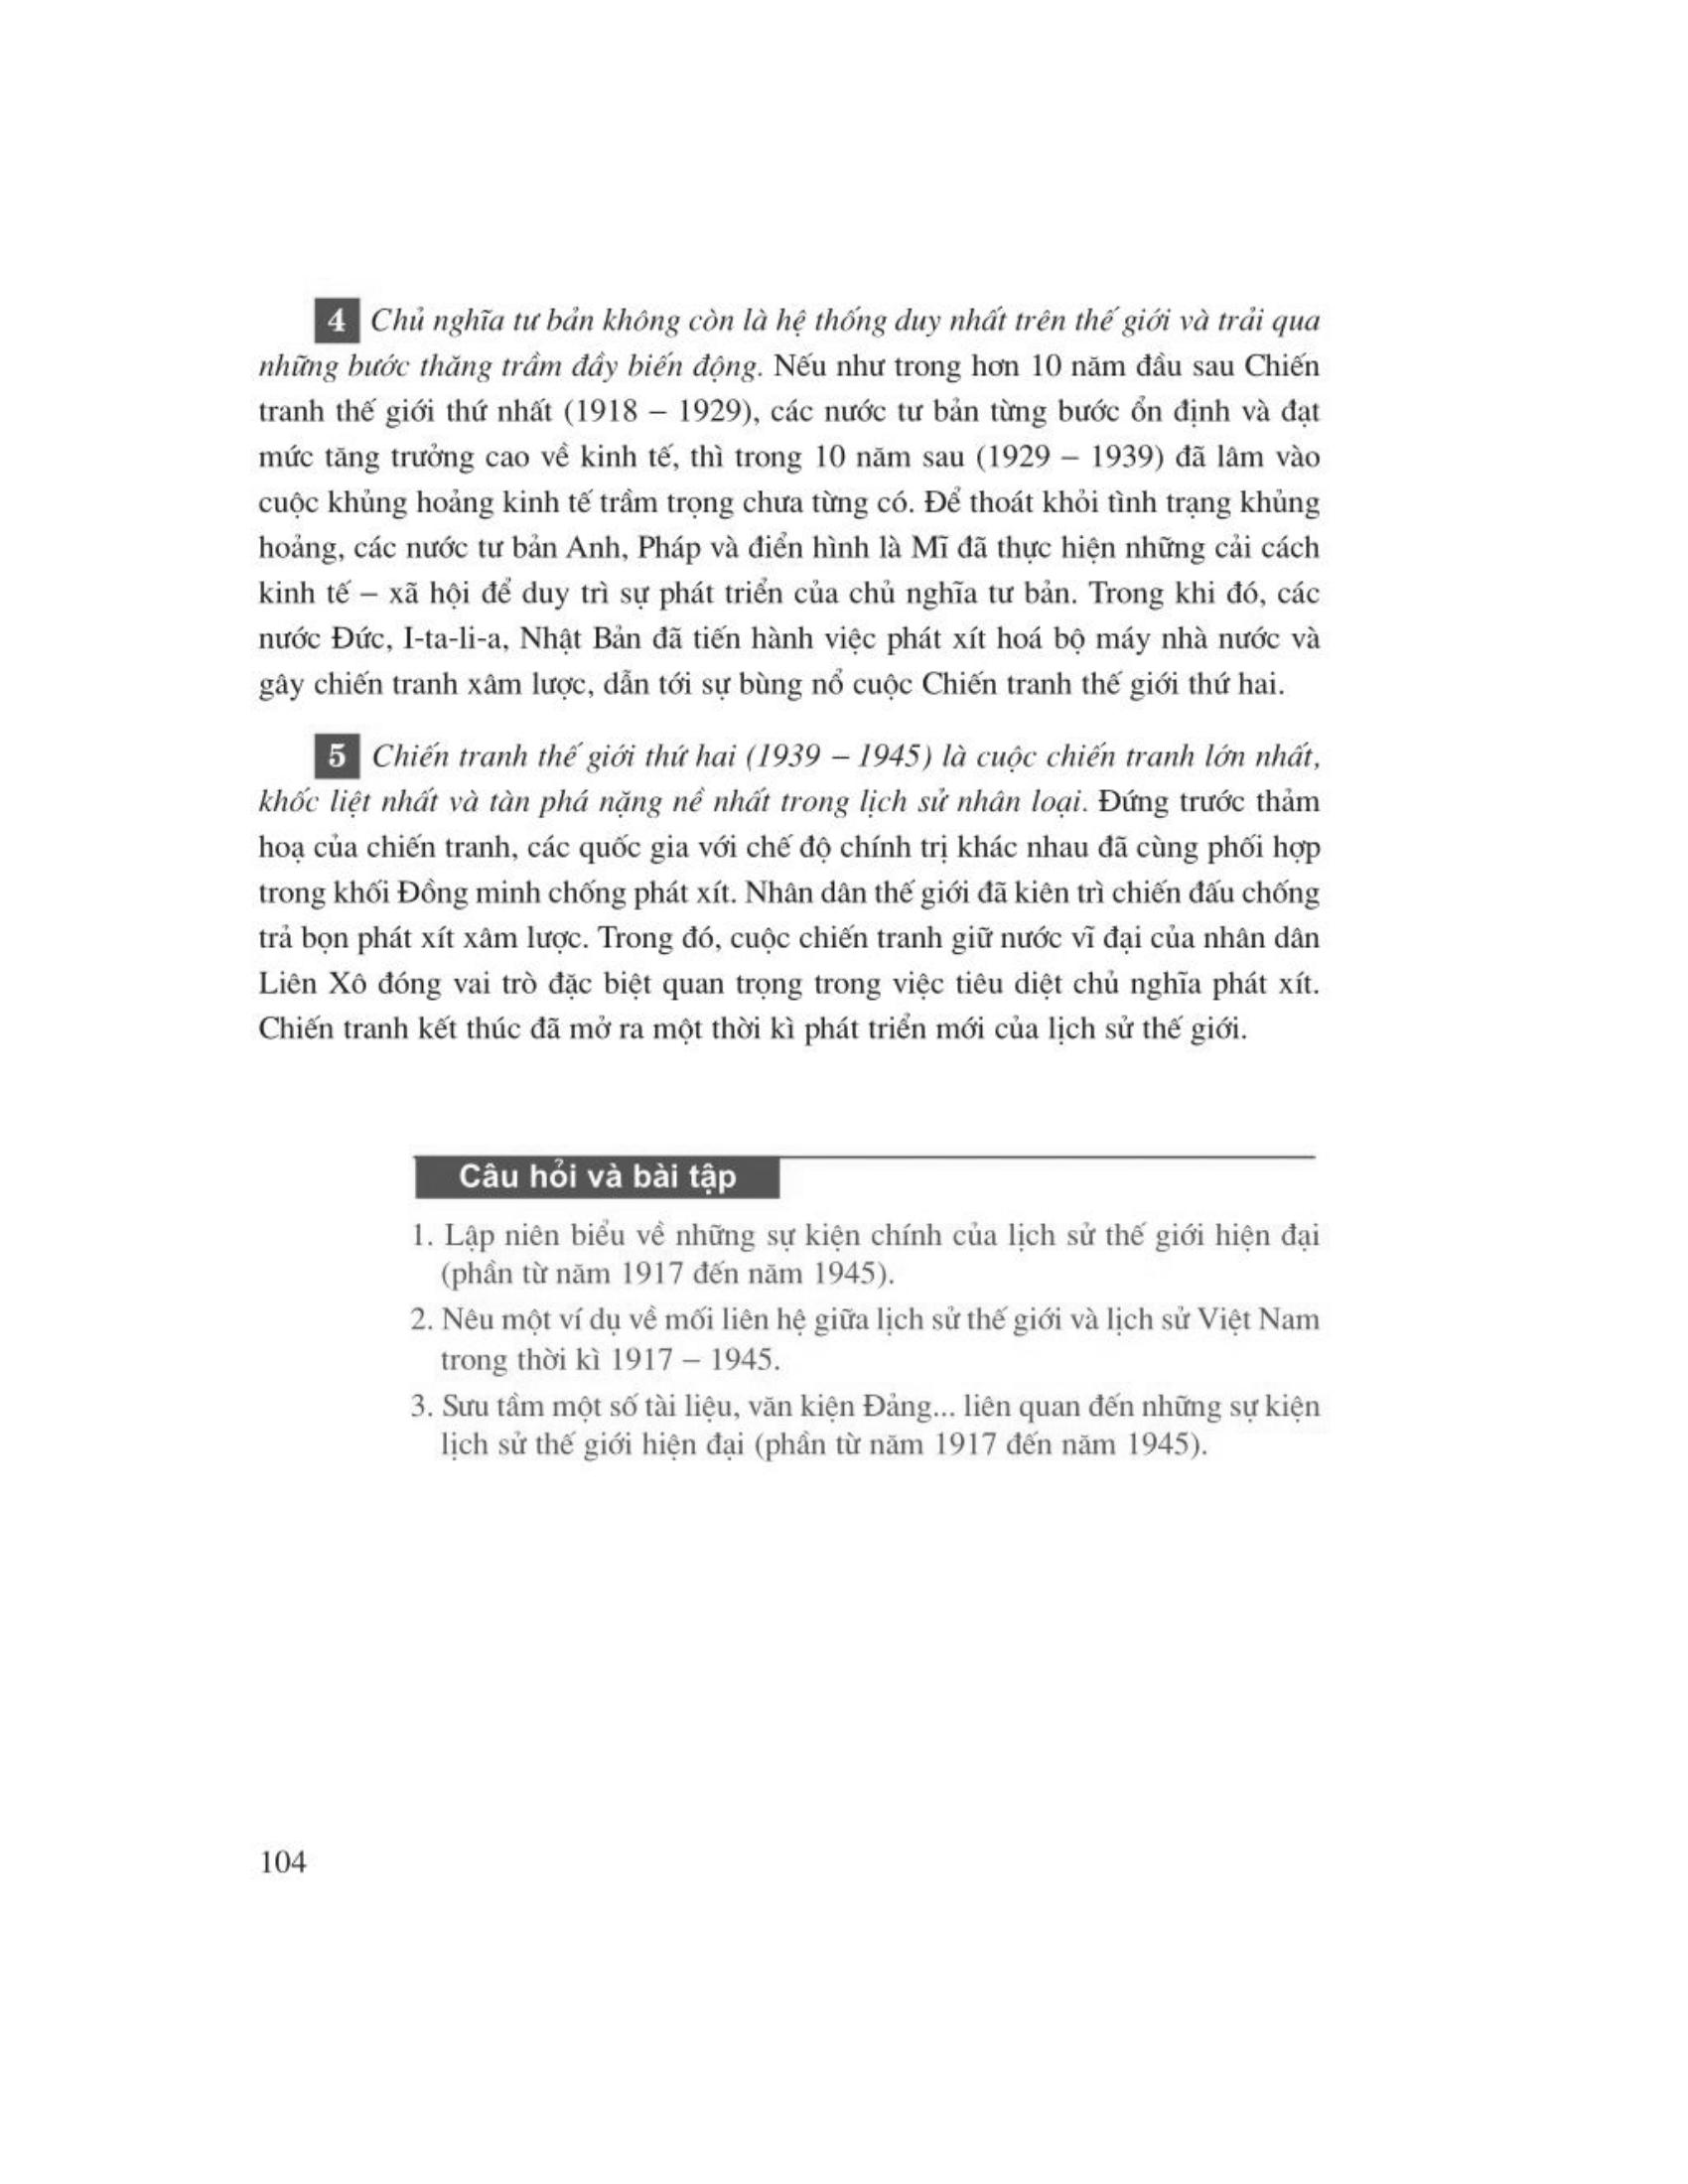 4 Chủ nghĩa tư bản không còn là hệ thống duy nhất trên thế giới và trải qua
những bước thăng trầm đầy biến động. Nếu như trong hơn 10 năm đầu sau Chiến
tranh thế giới thứ nhất (1918 – 1929), các nước tư bản từng bước ổn định và đạt
mức tăng trưởng cao về kinh tế, thì trong 10 năm sau (1929 – 1939) đã lâm vào
cuộc khủng hoảng kinh tế trầm trọng chưa từng có. Để thoát khỏi tình trạng khủng
hoảng, các nước tư bản Anh, Pháp và điển hình là Mĩ đã thực hiện những cải cách
kinh tế – xã hội để duy trì sự phát triển của chủ nghĩa tư bản. Trong khi đó, các
nước Đức, I-ta-li-a, Nhật Bản đã tiến hành việc phát xít hoá bộ máy nhà nước và
gây chiến tranh xâm lược, dẫn tới sự bùng nổ cuộc Chiến tranh thế giới thứ hai.
5 Chiến tranh thế giới thứ hai (1939 – 1945) là cuộc chiến tranh lớn nhất,
khốc liệt nhất và tàn phá nặng nề nhất trong lịch sử nhân loại. Đứng trước thảm
hoạ của chiến tranh, các quốc gia với chế độ chính trị khác nhau đã cùng phối hợp
trong khối Đồng minh chống phát xít. Nhân dân thế giới đã kiên trì chiến đấu chống
trả bọn phát xít xâm lược. Trong đó, cuộc chiến tranh giữ nước vĩ đại của nhân dân
Liên Xô đóng vai trò đặc biệt quan trọng trong việc tiêu diệt chủ nghĩa phát xít.
Chiến tranh kết thúc đã mở ra một thời kì phát triển mới của lịch sử thế giới.
Câu hỏi và bài tập
1. Lập niên biểu về những sự kiện chính của lịch sử thế giới hiện đại
(phần từ năm 1917 đến năm 1945).
2. Nêu một ví dụ về mối liên hệ giữa lịch sử thế giới và lịch sử Việt Nam
trong thời kì 1917 – 1945.
3. Sưu tầm một số tài liệu, văn kiện Đảng... liên quan đến những sự kiện
lịch sử thế giới hiện đại (phần từ năm 1917 đến năm 1945).
104